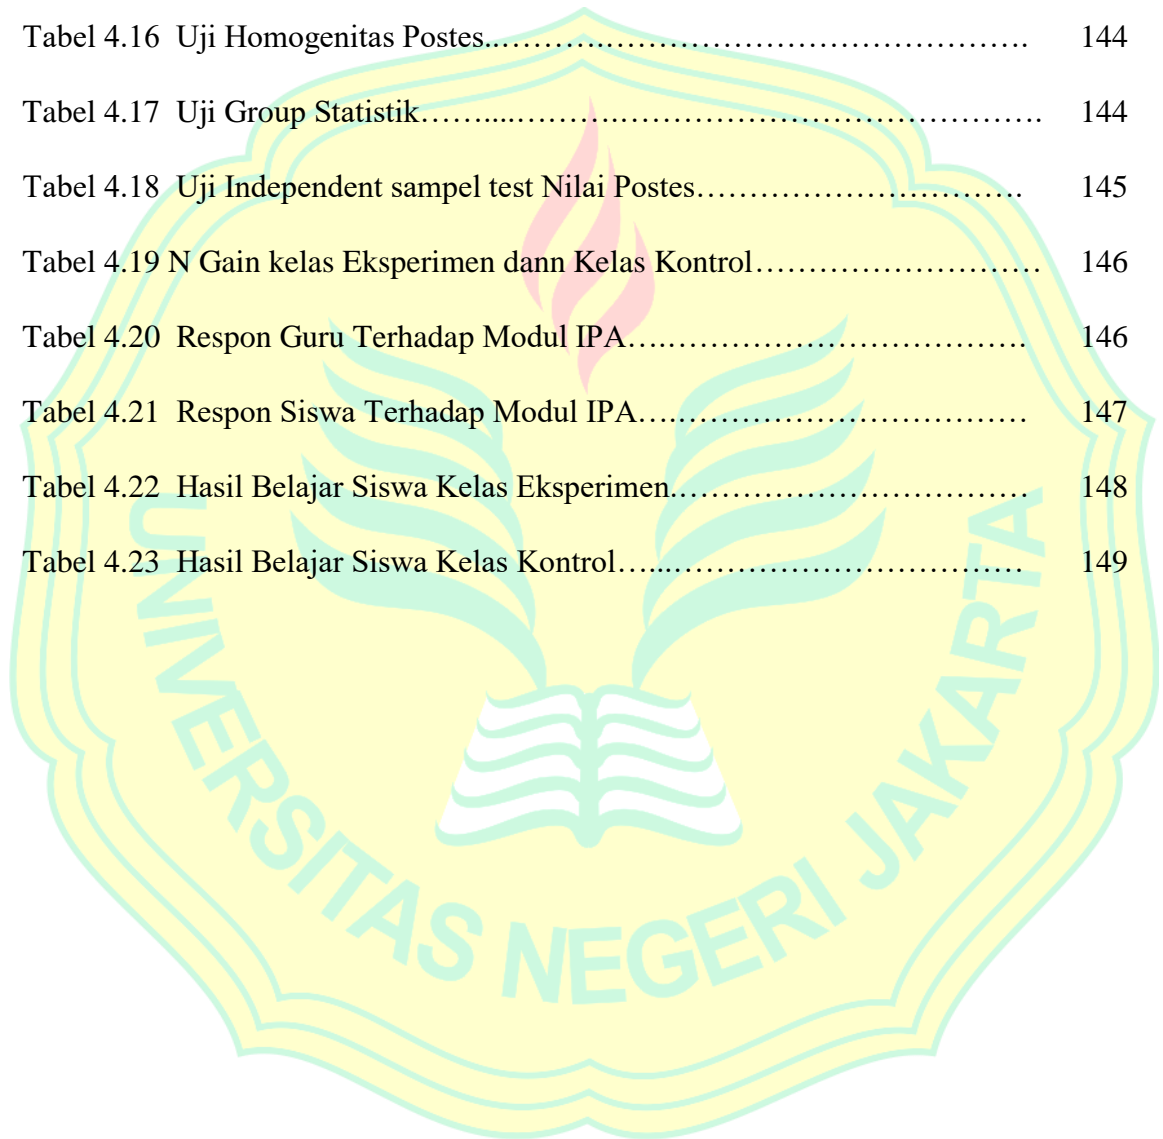 Tabel 4.16  Uji Homogenitas Postes..……….…………………………………. 144
Tabel 4.17  Uji Group Statistik……....……….…………………………………. 144
Tabel 4.18  Uji Independent sampel test Nilai Postes…………………………. 145
Tabel 4.19 N Gain kelas Eksperimen dann Kelas Kontrol……………………… 146
Tabel 4.20  Respon Guru Terhadap Modul IPA….……………………………. 146
Tabel 4.21  Respon Siswa Terhadap Modul IPA….…………………………… 147
Tabel 4.22  Hasil Belajar Siswa Kelas Eksperimen.…………………………… 148
Tabel 4.23  Hasil Belajar Siswa Kelas Kontrol…...…………………………… 149
UNIVERSITAS NEGERI JAKARTA